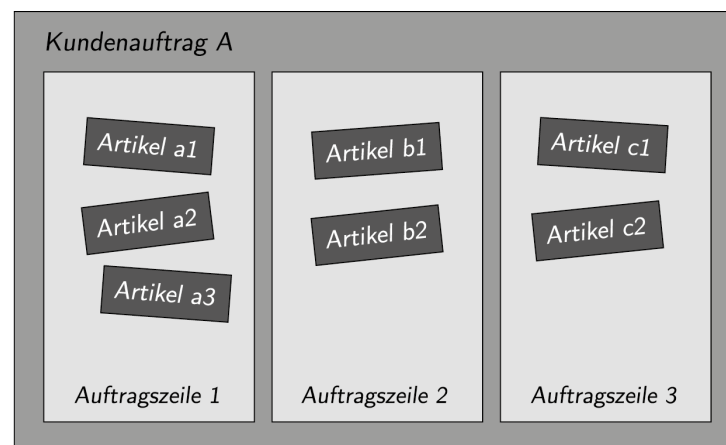 Kundenauftrag A
Artikel a1
Artikel a2
Artikel a3
Auftragszeile 1
Artikel b1
Artikel b2
Auftragszeile 2
Artikel c1
Artikel c2
Auftragszeile 3